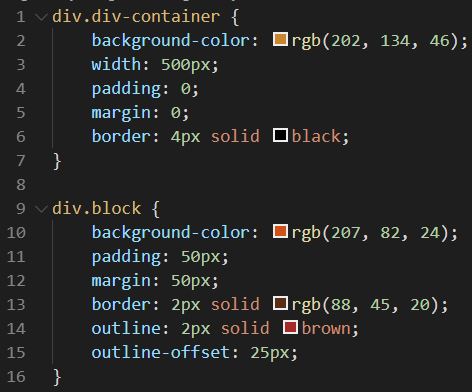 1 div.div-container {
2 background-color: rgb(202, 134, 46);
3 width: 500px;
4 padding: 0;
5 margin: 0;
6 border: 4px solid black;
7 }
8
9 div.block {
10 background-color: rgb(207, 82, 24);
11 padding: 50px;
12 margin: 50px;
13 border: 2px solid rgb(88, 45, 20);
14 outline: 2px solid brown;
15 outline-offset: 25px;
16 }